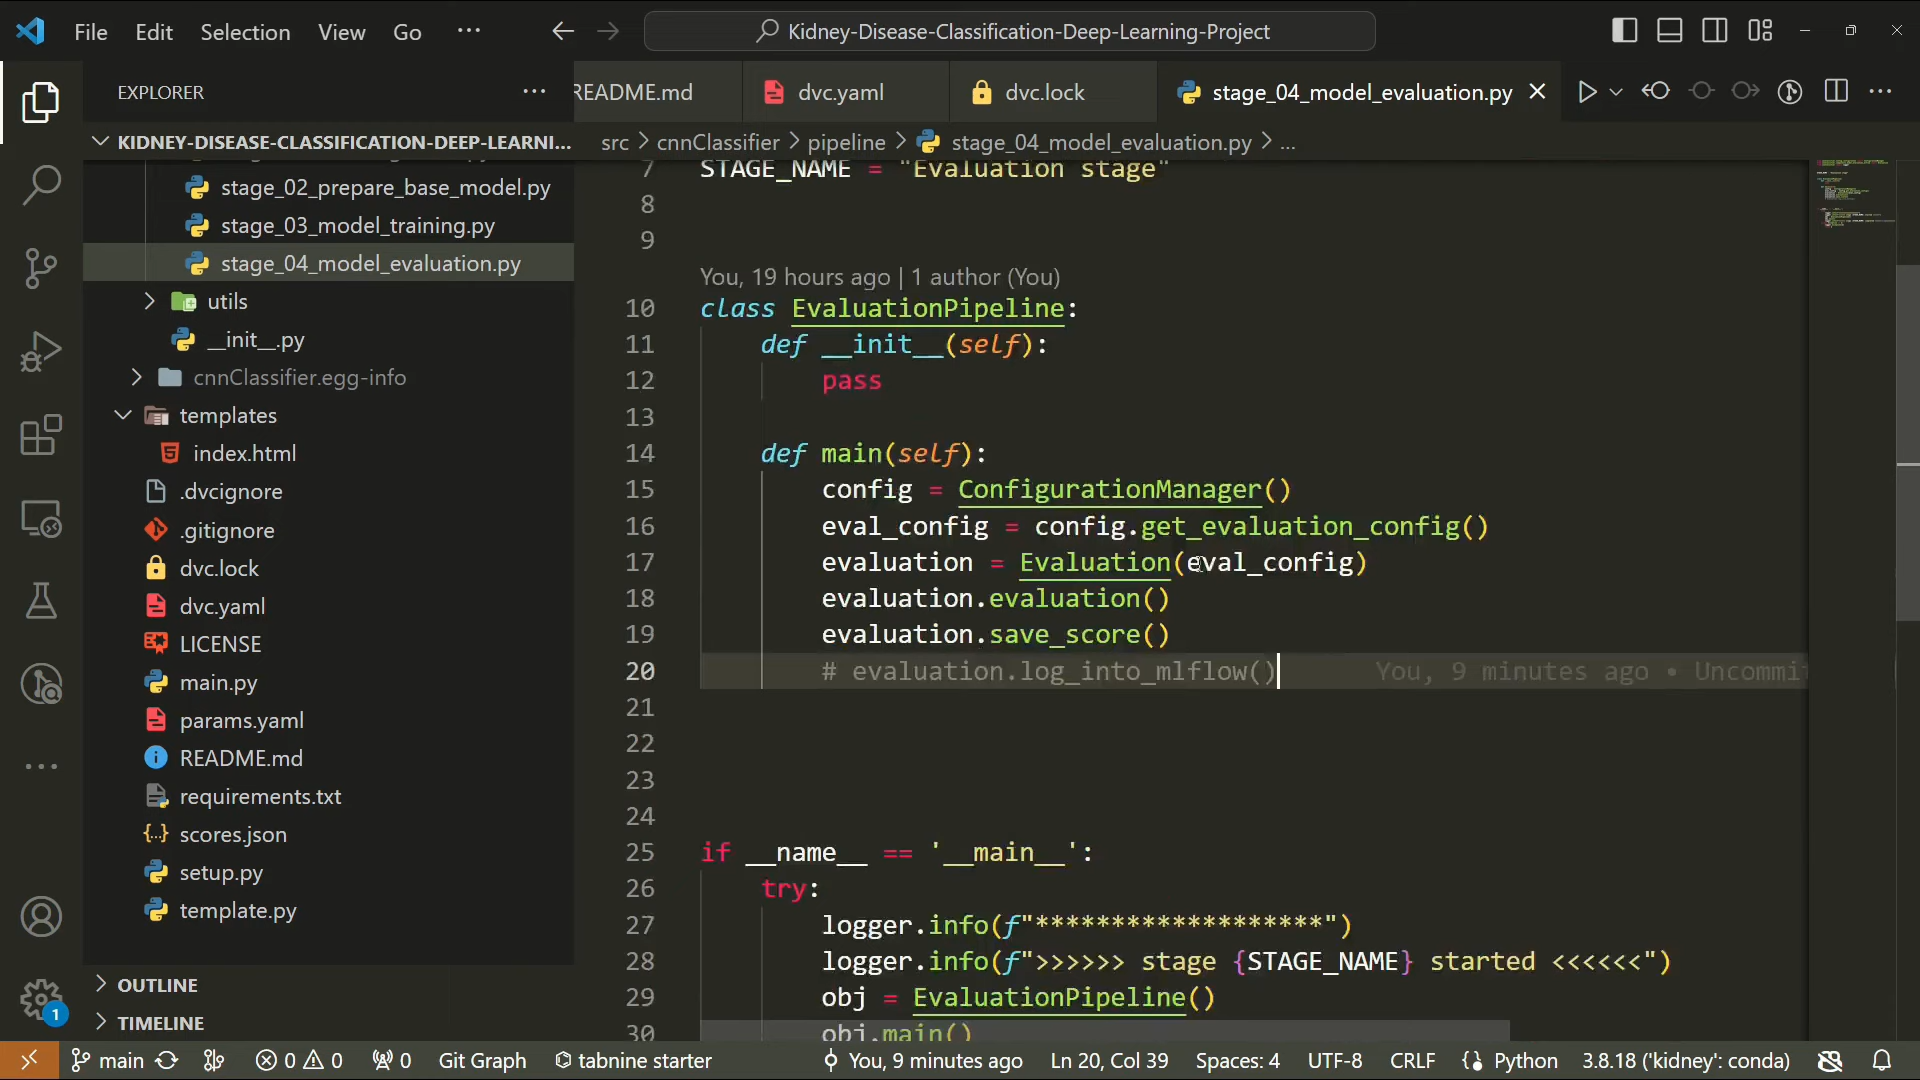 File Edit Selection View Go ...
Kidney-Disease-Classification-Deep-Learning-Project
EXPLORER
README.md
dvc.yaml
dvc.lock
stage_04_model_evaluation.py
KIDNEY-DISEASE-CLASSIFICATION-DEEP-LEARNI...
src > cnnClassifier > pipeline > stage_04_model_evaluation.py > ...
stage_02_prepare_base_model.py
stage_03_model_training.py
stage_04_model_evaluation.py
utils
__init__.py
cnnClassifier.egg-info
templates
index.html
.dvcignore
.gitignore
dvc.lock
dvc.yaml
LICENSE
main.py
params.yaml
README.md
requirements.txt
scores.json
setup.py
template.py
OUTLINE
TIMELINE
1
7 STAGE_NAME = "Evaluation stage"
8
9
You, 19 hours ago | 1 author (You)
10 class EvaluationPipeline:
11 def __init__(self):
12 pass
13
14 def main(self):
15 config = ConfigurationManager()
16 eval_config = config.get_evaluation_config()
17 evaluation = Evaluation(eval_config)
18 evaluation.evaluation()
19 evaluation.save_score()
20 # evaluation.log_into_mlflow() You, 9 minutes ago • Uncommit
21
22
23
24
25 if __name__ == '__main__':
26 try:
27 logger.info(f"*******************")
28 logger.info(f">>>>>> stage {STAGE_NAME} started <<<<<<")
29 obj = EvaluationPipeline()
30 obj.main()
main 0 0 0 Git Graph tabnine starter You, 9 minutes ago Ln 20, Col 39 Spaces: 4 UTF-8 CRLF Python 3.8.18 ('kidney': conda)